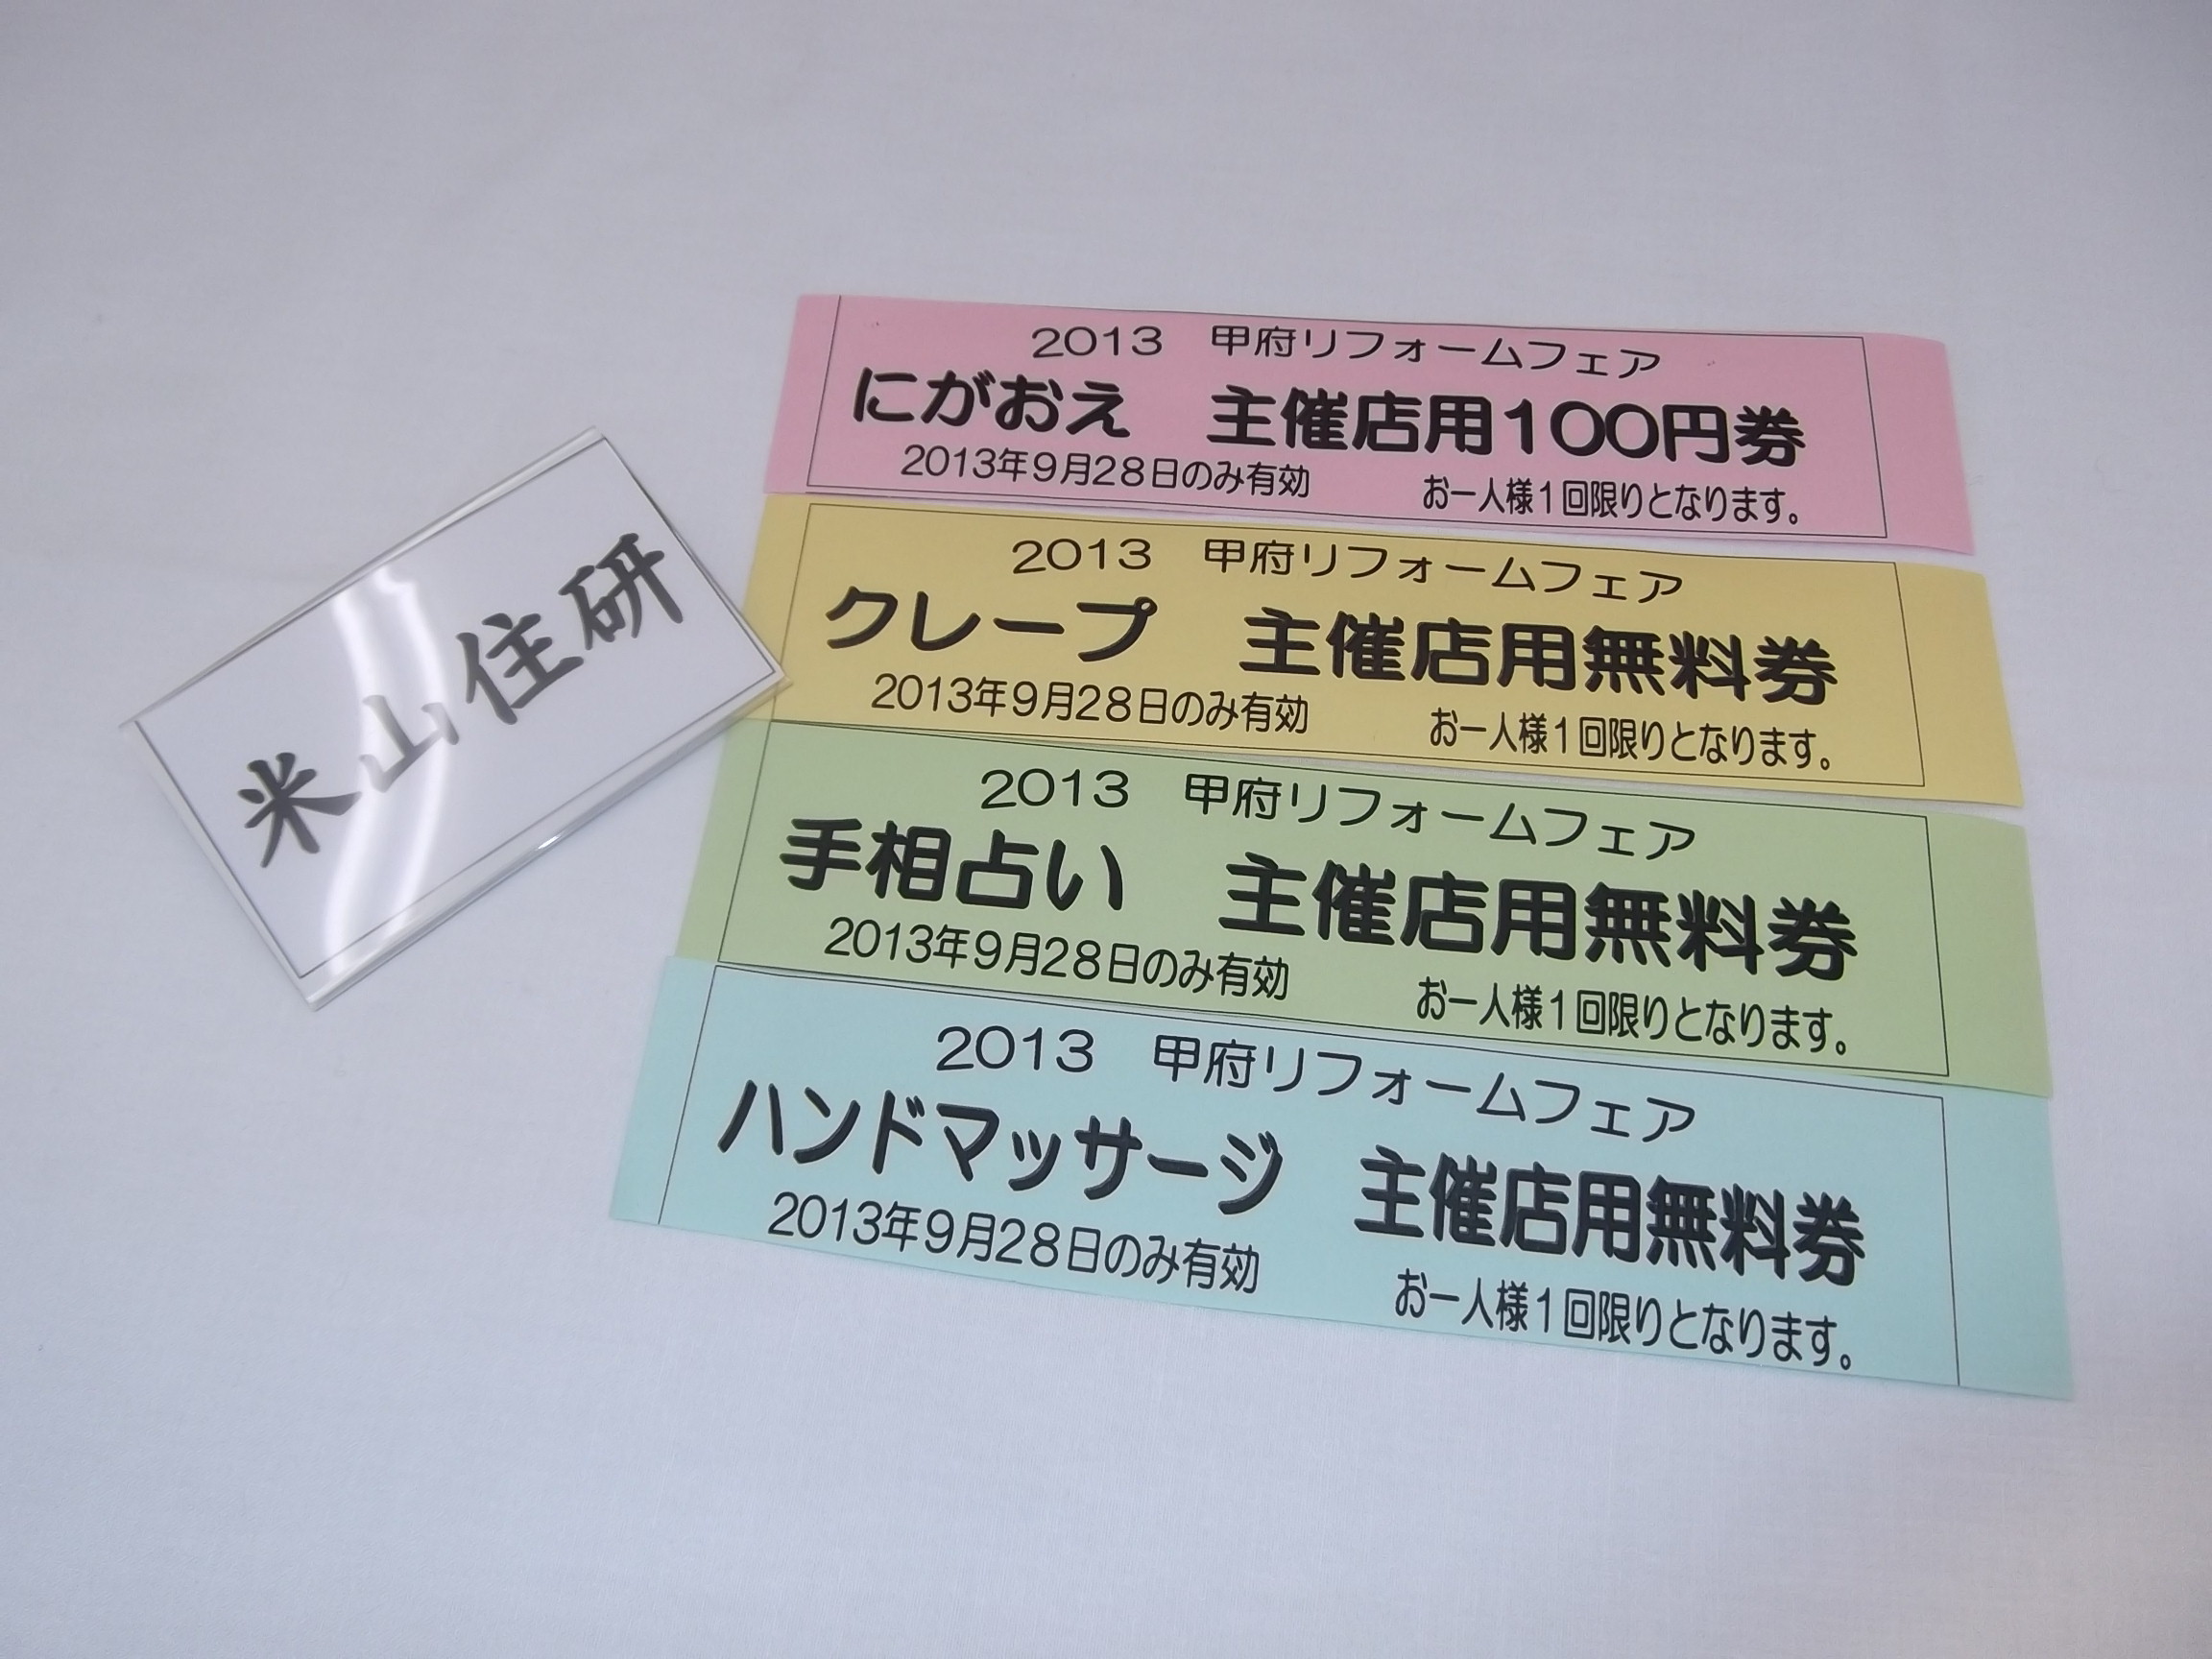 米山住研
2013 甲府リフォームフェア
にがおえ 主催店用100円券
2013年9月28日のみ有効 お一人様1回限りとなります。
2013 甲府リフォームフェア
クレープ 主催店用無料券
2013年9月28日のみ有効 お一人様1回限りとなります。
2013 甲府リフォームフェア
手相占い 主催店用無料券
2013年9月28日のみ有効 お一人様1回限りとなります。
2013 甲府リフォームフェア
ハンドマッサージ 主催店用無料券
2013年9月28日のみ有効 お一人様1回限りとなります。